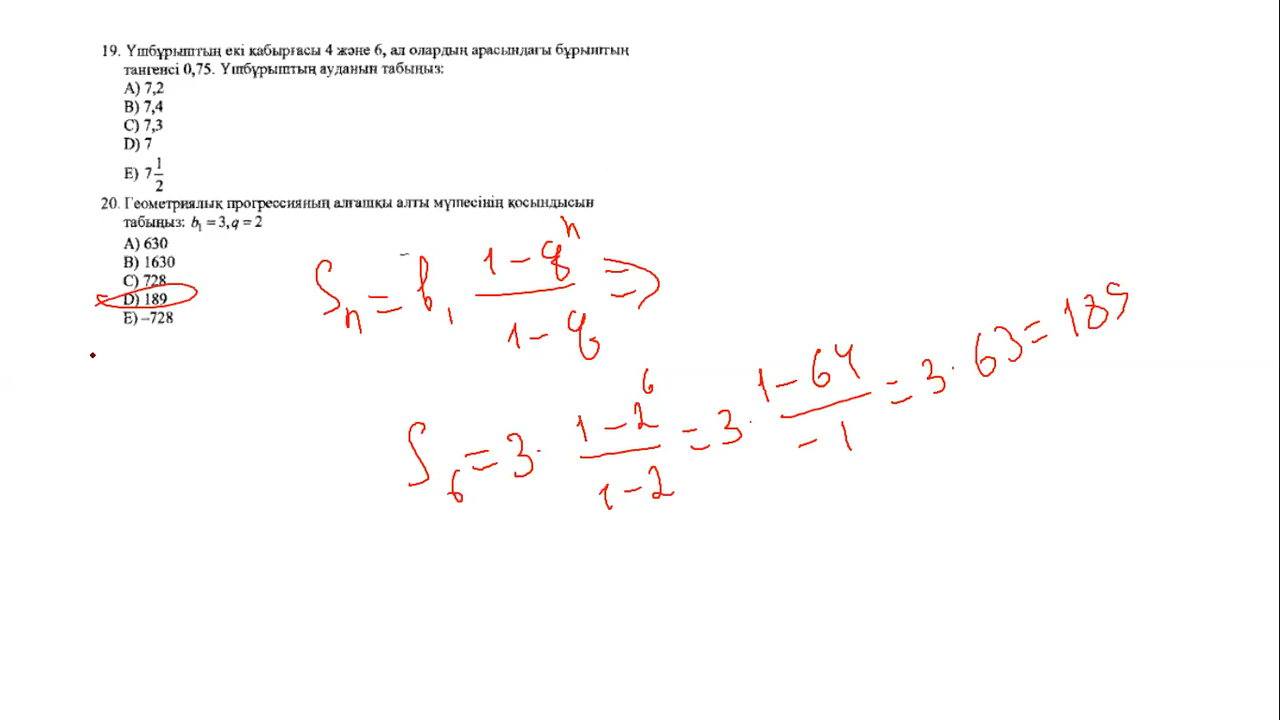 19. Үшбұрыштың екі қабырғасы 4 және 6, ал олардың арасындағы бұрыштың
тангенсі 0,75. Үшбұрыштың ауданын табыңыз:
A) 7,2
B) 7,4
C) 7,3
D) 7
E) 7 1/2
20. Геометриялық прогрессияның алғашқы алты мүшесінің қосындысын
табыңыз: b₁ = 3, q = 2
A) 630
B) 1630
C) 728
D) 189
E) –728
Sₙ = b₁ (1 − qⁿ)/(1 − q) ⇒
S₆ = 3 · (1 − 2⁶)/(1 − 2) = 3 · (1 − 64)/(−1) = 3 · 63 = 189